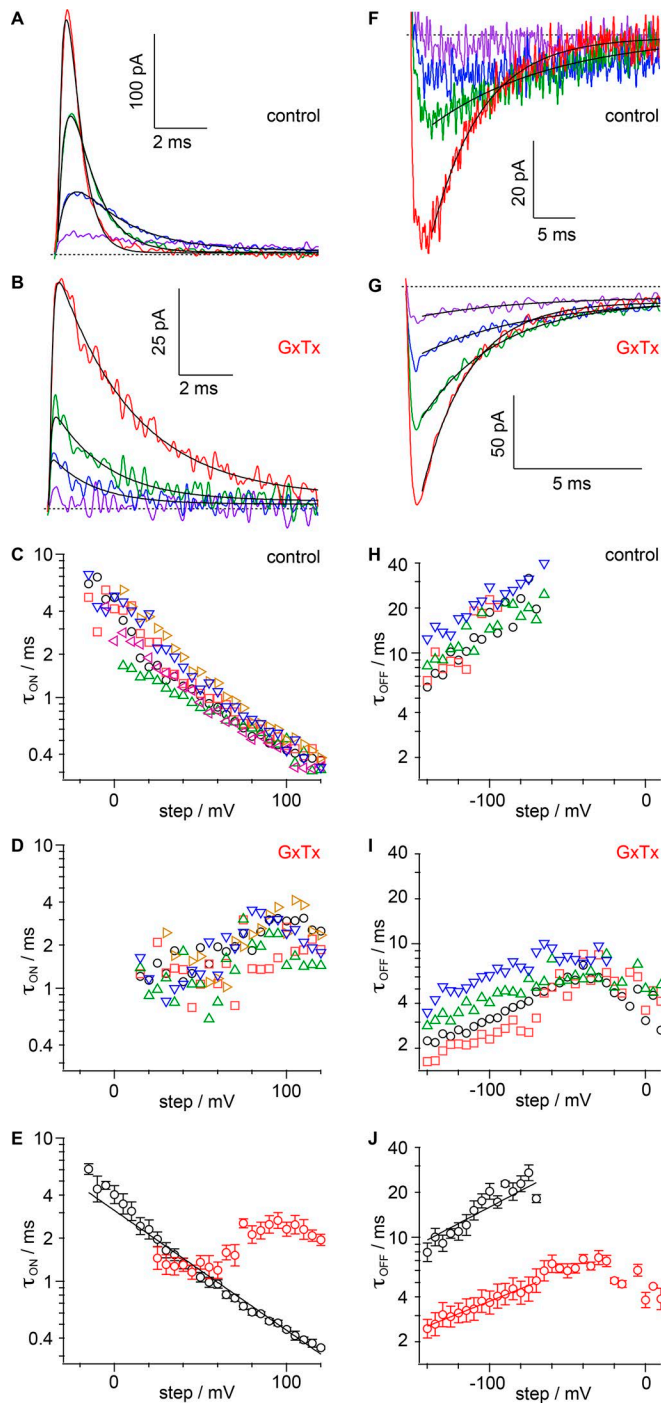 A
100 pA
2 ms
control
B
25 pA
2 ms
GxTx
C
control
10
4
2
1
0.4
τON / ms
0
100
step / mV
D
GxTx
10
4
2
1
0.4
τON / ms
0
100
step / mV
E
10
4
2
1
0.4
τON / ms
0
100
step / mV
F
control
20 pA
5 ms
G
GxTx
50 pA
5 ms
H
control
40
20
10
4
2
τOFF / ms
-100
0
step / mV
I
GxTx
40
20
10
4
2
τOFF / ms
-100
0
step / mV
J
40
20
10
4
2
τOFF / ms
-100
0
step / mV